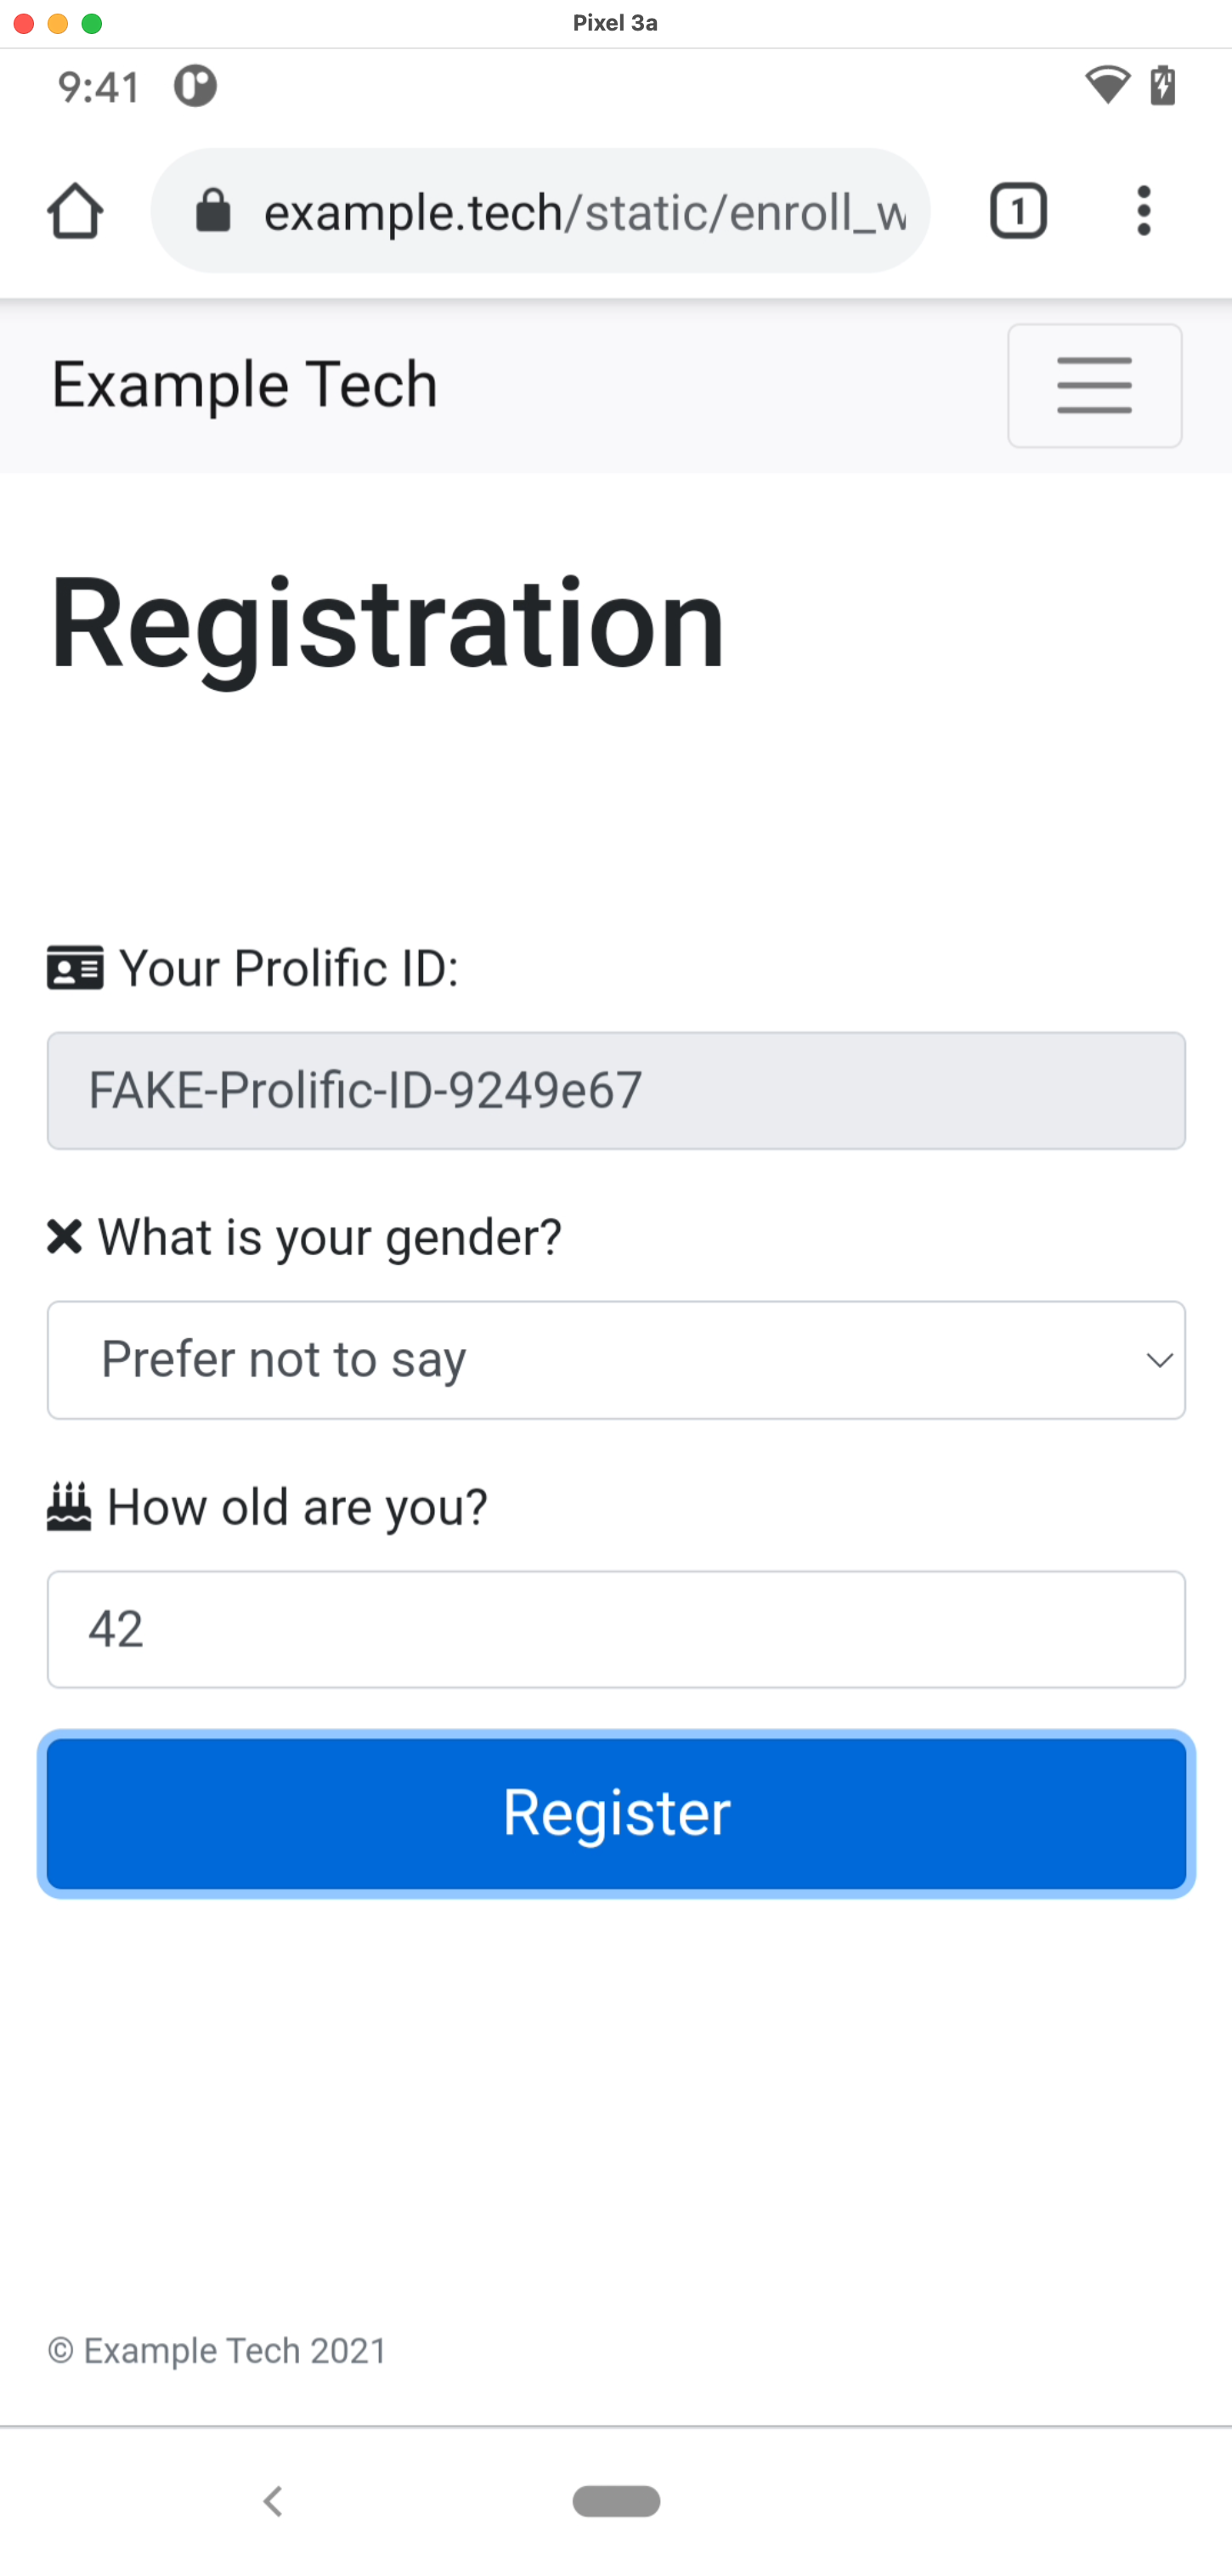 Pixel 3a
9:41
example.tech/static/enroll_w
1
Example Tech
Registration
Your Prolific ID:
FAKE-Prolific-ID-9249e67
What is your gender?
Prefer not to say
How old are you?
42
Register
© Example Tech 2021